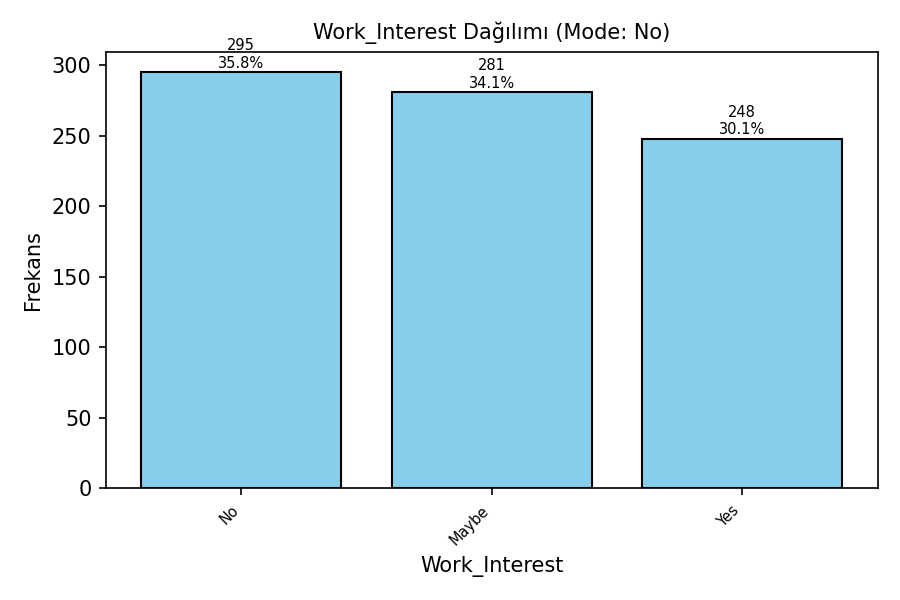 Work_Interest Dağılımı (Mode: No)
295
35.8%
281
34.1%
248
30.1%
300
250
200
150
100
50
0
Frekans
No
Maybe
Yes
Work_Interest